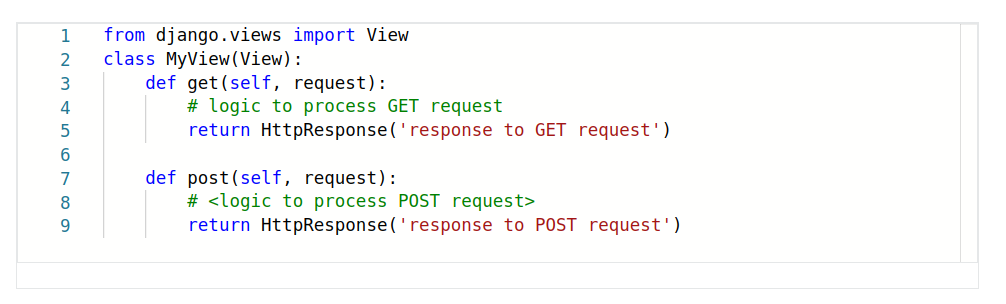 1 from django.views import View
2 class MyView(View):
3     def get(self, request):
4         # logic to process GET request
5         return HttpResponse('response to GET request')
6
7     def post(self, request):
8         # <logic to process POST request>
9         return HttpResponse('response to POST request')